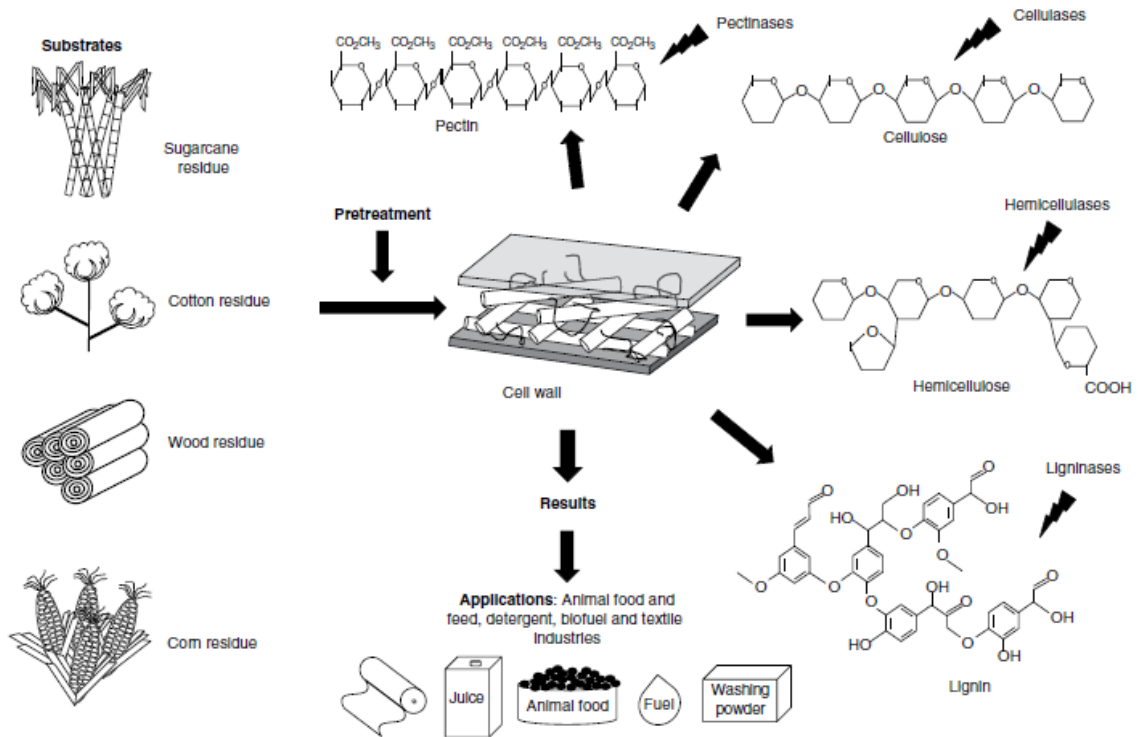 Substrates
Sugarcane
residue
Cotton residue
Wood residue
Corn residue
Pretreatment
Cell wall
CO2CH3 CO2CH3 CO2CH3 CO2CH3 CO2CH3 CO2CH3
O O O O O O
O O O O O
Pectin
Pectinases
Cellulases
O O O O O
O O O O
Cellulose
Hemicellulases
O O O O
O O O
O
O
COOH
Hemicellulose
Ligninases
O
O
OH
HO
OH
O
O
O
O
O
O
OH
O
O
OH
O
OH
OH
Lignin
Results
Applications: Animal food and
feed, detergent, biofuel and textile
industries
Juice
Animal food
Fuel
Washing
powder